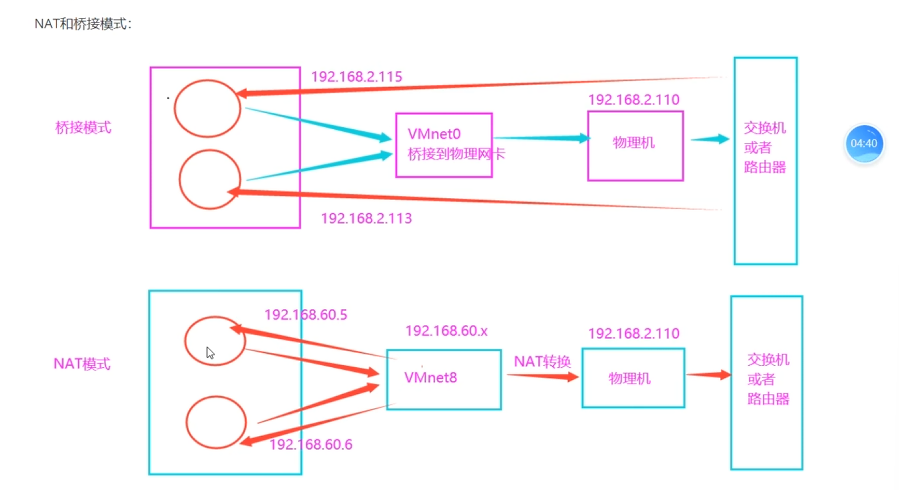 NAT和桥接模式：
192.168.2.115
192.168.2.110
桥接模式
VMnet0
桥接到物理网卡
物理机
交换机
或者
路由器
04:40
192.168.2.113
192.168.60.5
192.168.60.x
192.168.2.110
NAT模式
VMnet8
NAT转换
物理机
交换机
或者
路由器
192.168.60.6